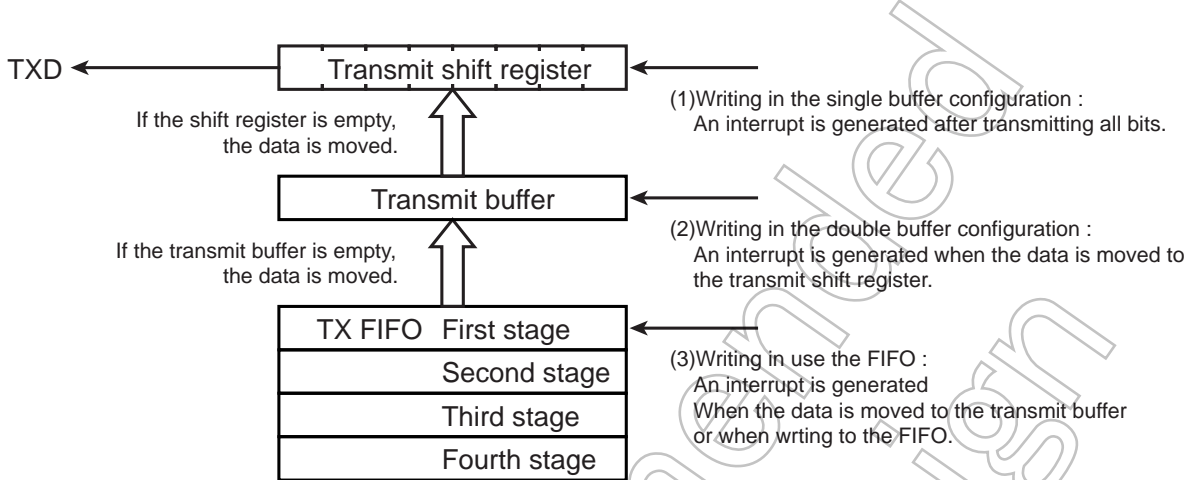 Transmit shift register
TXD
(1)Writing in the single buffer configuration :
An interrupt is generated after transmitting all bits.
If the shift register is empty,
the data is moved.
Transmit buffer
(2)Writing in the double buffer configuration :
An interrupt is generated when the data is moved to
the transmit shift register.
If the transmit buffer is empty,
the data is moved.
TX FIFO First stage
Second stage
Third stage
Fourth stage
(3)Writing in use the FIFO :
An interrupt is generated
When the data is moved to the transmit buffer
or when wrting to the FIFO.